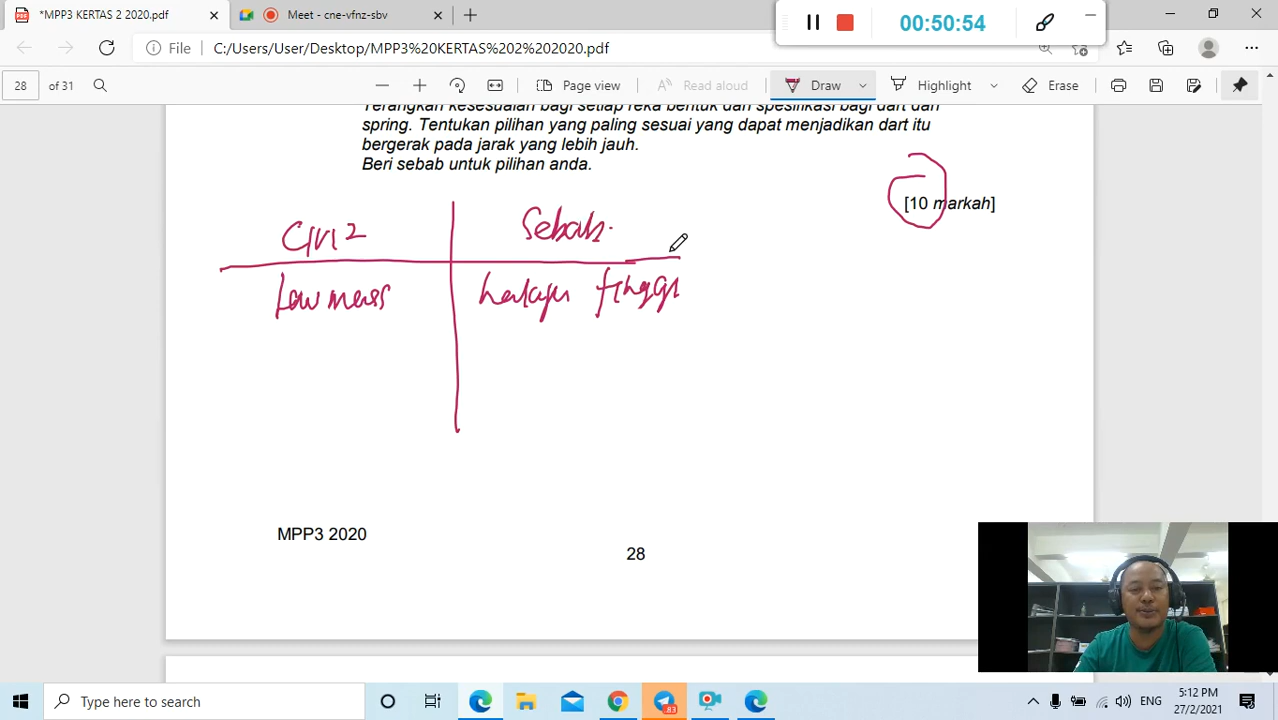 *MPP3 KERTAS 2 2020.pdf
Meet - cne-vfnz-sbv
00:50:54
File
C:/Users/User/Desktop/MPP3%20KERTAS%202%202020.pdf
28 of 31
Page view
Read aloud
Draw
Highlight
Erase
Terangkan kesesuaian bagi setiap reka bentuk dan spesifikasi bagi dart dan
spring. Tentukan pilihan yang paling sesuai yang dapat menjadikan dart itu
bergerak pada jarak yang lebih jauh.
Beri sebab untuk pilihan anda.
[10 markah]
Ciri2
Sebab.
Low mass
halaju tinggi
MPP3 2020
28
Type here to search
83
ENG
5:12 PM
27/2/2021